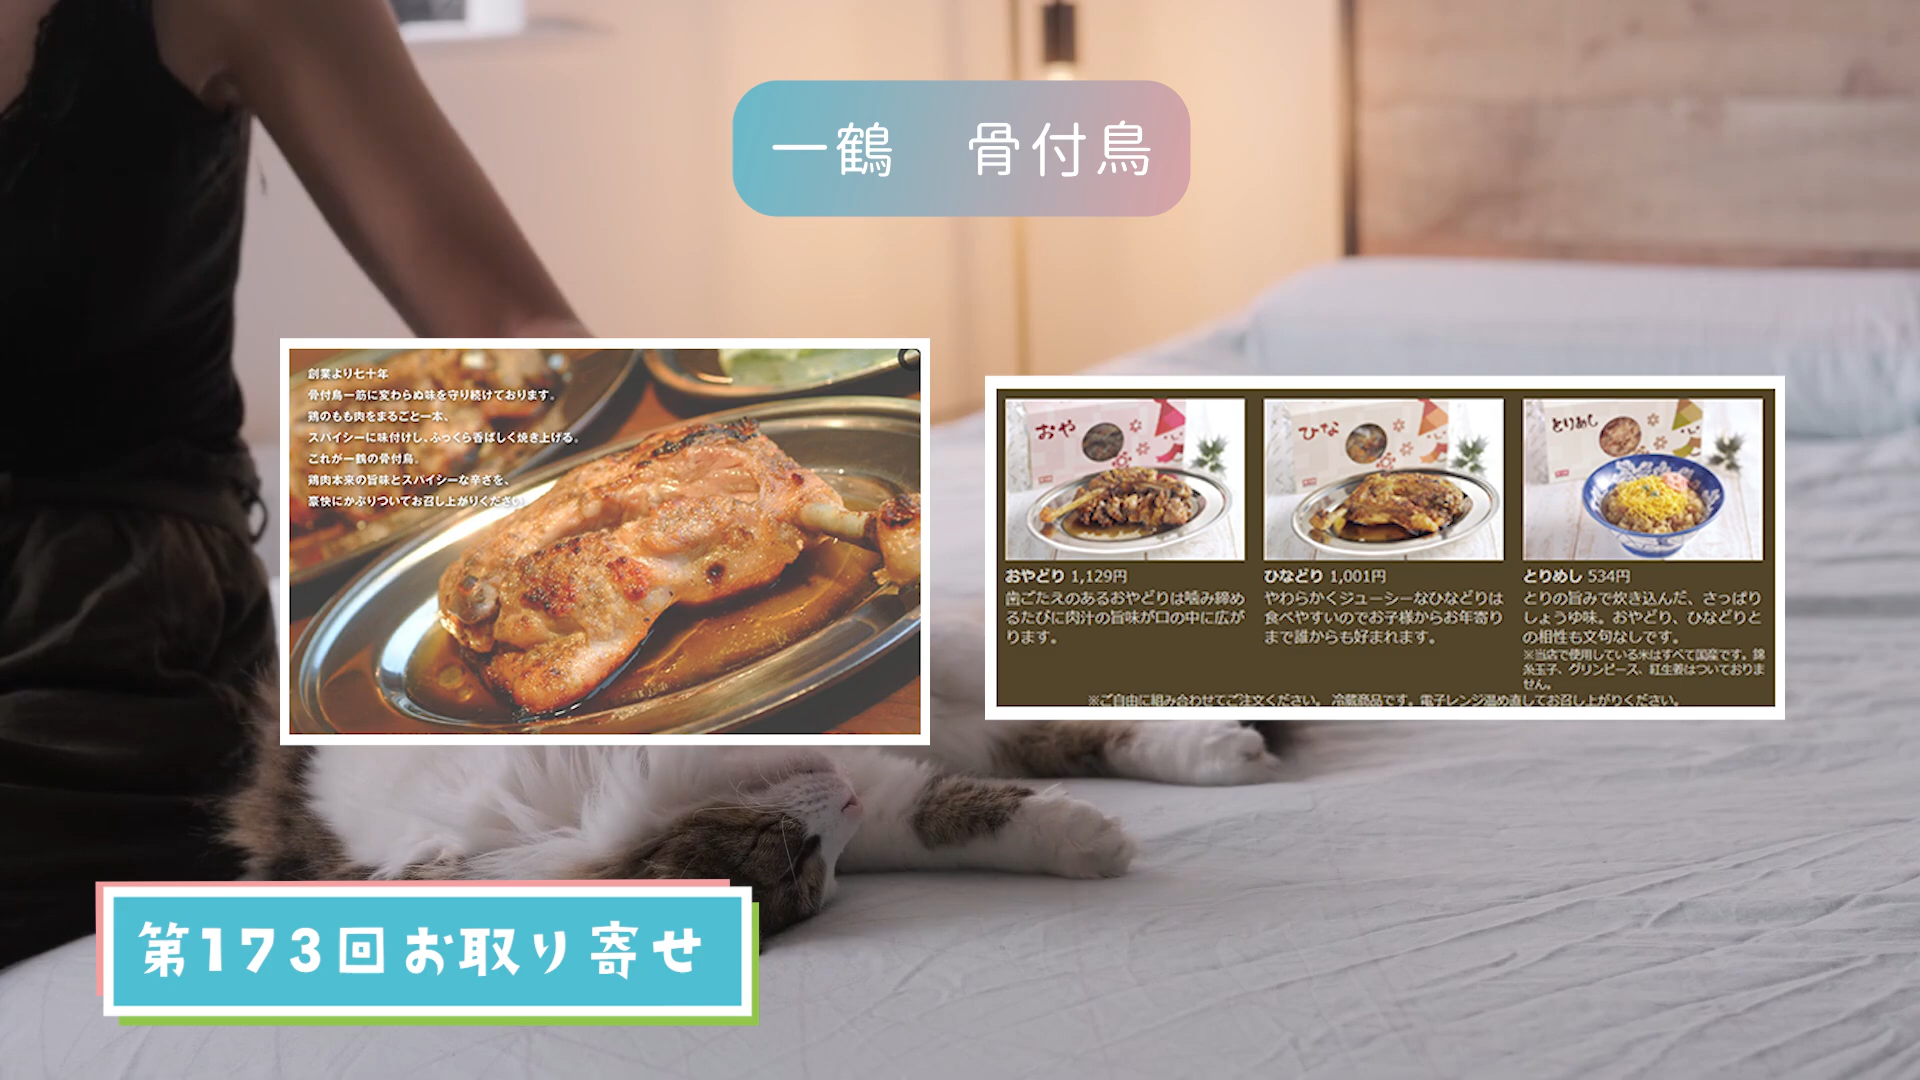 一鶴　骨付鳥
創業より七十年
骨付鳥一筋に変わらぬ味を守り続けております。
鶏のもも肉をまるごと一本、
スパイシーに味付けし、ふっくら香ばしく焼き上げる。
これが一鶴の骨付鳥。
鶏肉本来の旨味とスパイシーな辛さを、
豪快にかぶりついてお召し上がりください。
おや
ひな
とりめし
おやどり 1,129円
歯ごたえのあるおやどりは噛み締め
るたびに肉汁の旨味が口の中に広が
ります。
ひなどり 1,001円
やわらかくジューシーなひなどりは
食べやすいのでお子様からお年寄り
まで誰からも好まれます。
とりめし 534円
とりの旨みで炊き込んだ、さっぱり
しょうゆ味。おやどり、ひなどりと
の相性も文句なしです。
※当店で使用している米はすべて国産です。錦
糸玉子、グリンピース、紅生姜はついておりま
せん。
※ご自由に組み合わせてご注文ください。 冷蔵商品です。電子レンジ温め直してお召し上がりください。
第173回お取り寄せ